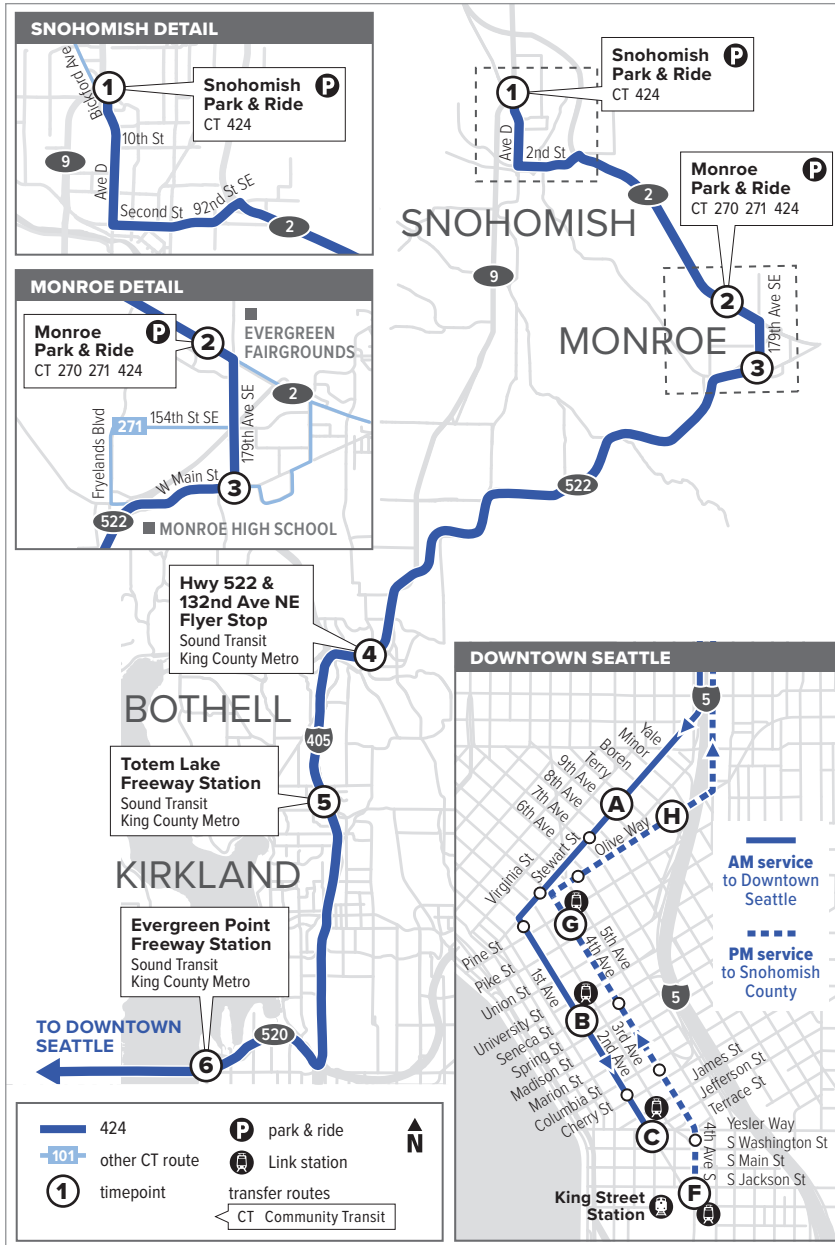 SNOHOMISH DETAIL
Bickford Ave
1
Snohomish
Park & Ride
P
CT 424
10th St
9
Ave D
Second St
92nd St SE
2
MONROE DETAIL
Monroe
Park & Ride
P
CT 270 271 424
2
EVERGREEN
FAIRGROUNDS
2
179th Ave SE
154th St SE
271
Fryelands Blvd
W Main St
3
522
MONROE HIGH SCHOOL
Snohomish
Park & Ride
P
CT 424
1
Ave D
2nd St
2
Monroe
Park & Ride
P
CT 270 271 424
SNOHOMISH
9
2
179th Ave SE
MONROE
3
522
Hwy 522 &
132nd Ave NE
Flyer Stop
Sound Transit
King County Metro
4
BOTHELL
405
Totem Lake
Freeway Station
Sound Transit
King County Metro
5
KIRKLAND
Evergreen Point
Freeway Station
Sound Transit
King County Metro
TO DOWNTOWN
SEATTLE
520
6
424
101
other CT route
1
timepoint
P
park & ride
Link station
N
transfer routes
CT Community Transit
DOWNTOWN SEATTLE
5
Yale
Minor
Boren
Terry
9th Ave
8th Ave
7th Ave
6th Ave
A
H
Olive Way
Stewart St
Virginia St
AM service
to Downtown
Seattle
G
5th Ave
4th Ave
PM service
to Snohomish
County
Pine St
Pike St
Union St
1st Ave
B
5
University St
Seneca St
Spring St
Madison St
Marion St
Columbia St
Cherry St
2nd Ave
3rd Ave
James St
Jefferson St
Terrace St
C
Yesler Way
S Washington St
S Main St
S Jackson St
4th Ave S
F
King Street
Station